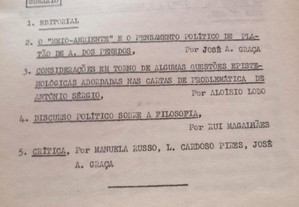 SUMÁRIO
1. EDITORIAL
2. O "MEIO-AMBIENTE" E O PENSAMENTO POLÍTICO DE PLA-
TÃO DE A. DOS PENEDOS, Por JOSÉ A. GRAÇA
3. CONSIDERAÇÕES EM TORNO DE ALGUMAS QUESTÕES EPISTE-
MOLÓGICAS ABORDADAS NAS CARTAS DE PROBLEMÁTICA DE
ANTÓNIO SÉRGIO, Por ALOÍSIO LOBO
4. DISCURSO POLÍTICO SOBRE A FILOSOFIA,
Por RUI MAGALHÃES
5. CRÍTICA, Por MANUELA RUSSO, L. CARDOSO PIRES, JOSÉ
A. GRAÇA